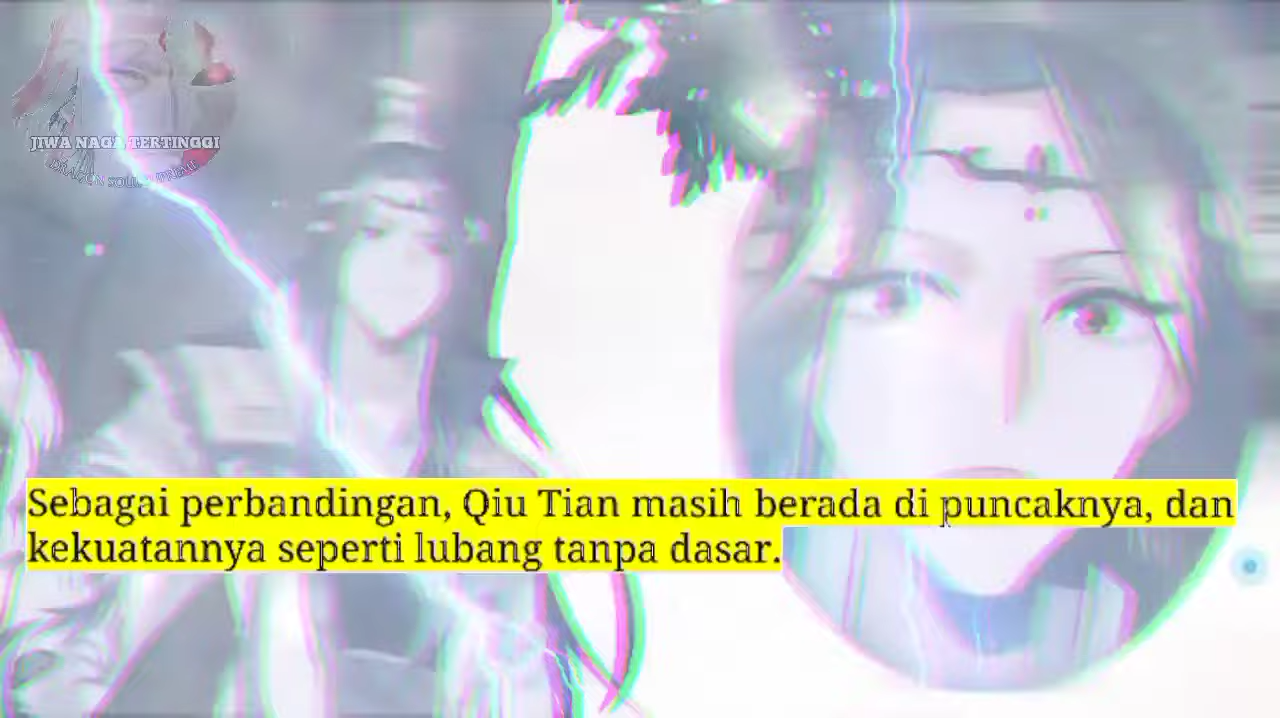 JIWA NAGA TERTINGGI
Sebagai perbandingan, Qiu Tian masih berada di puncaknya, dan
kekuatannya seperti lubang tanpa dasar.